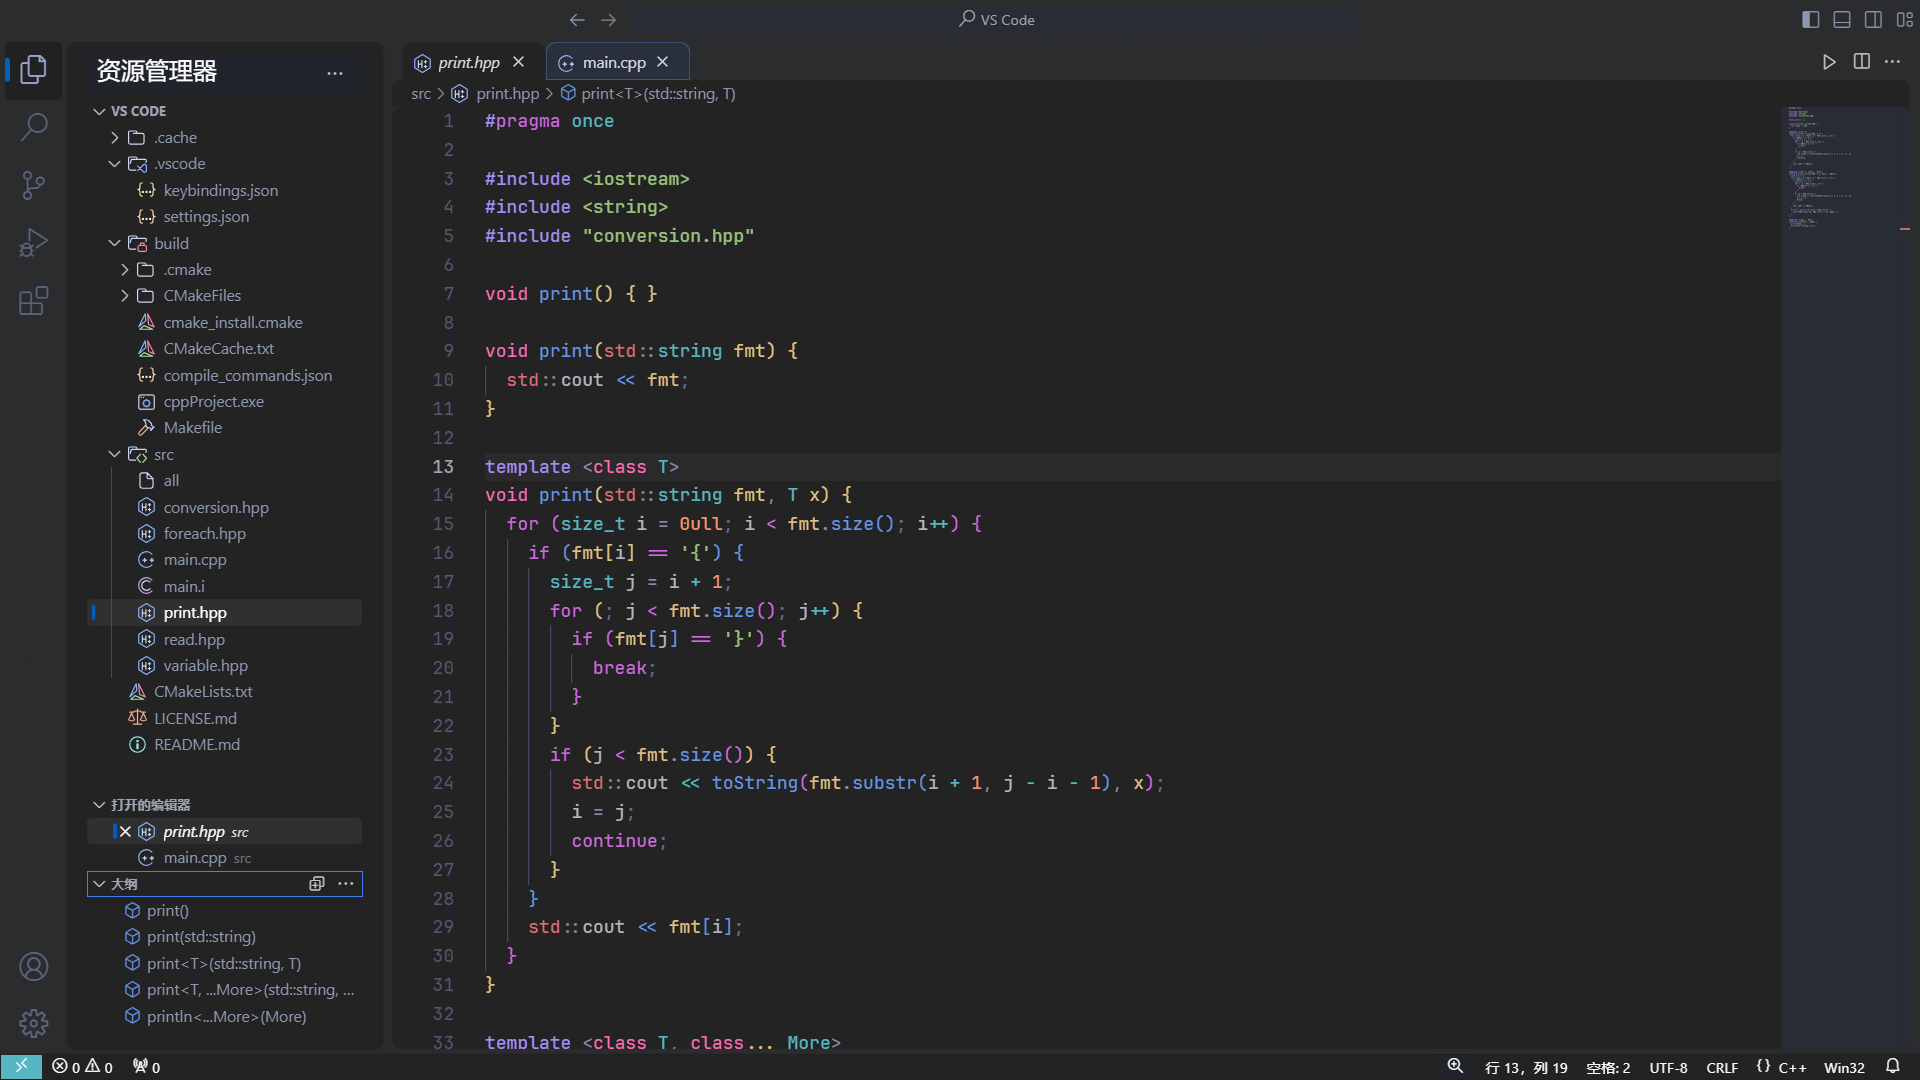 VS Code
资源管理器
VS CODE
.cache
.vscode
keybindings.json
settings.json
build
.cmake
CMakeFiles
cmake_install.cmake
CMakeCache.txt
compile_commands.json
cppProject.exe
Makefile
src
all
conversion.hpp
foreach.hpp
main.cpp
main.i
print.hpp
read.hpp
variable.hpp
CMakeLists.txt
LICENSE.md
README.md
打开的编辑器
print.hpp src
main.cpp src
大纲
print()
print(std::string)
print<T>(std::string, T)
print<T, ...More>(std::string, ...
println<...More>(More)
print.hpp main.cpp
src > print.hpp > print<T>(std::string, T)
1 #pragma once
2
3 #include <iostream>
4 #include <string>
5 #include "conversion.hpp"
6
7 void print() { }
8
9 void print(std::string fmt) {
10 std::cout << fmt;
11 }
12
13 template <class T>
14 void print(std::string fmt, T x) {
15 for (size_t i = 0ull; i < fmt.size(); i++) {
16 if (fmt[i] == '{') {
17 size_t j = i + 1;
18 for (; j < fmt.size(); j++) {
19 if (fmt[j] == '}') {
20 break;
21 }
22 }
23 if (j < fmt.size()) {
24 std::cout << toString(fmt.substr(i + 1, j - i - 1), x);
25 i = j;
26 continue;
27 }
28 }
29 std::cout << fmt[i];
30 }
31 }
32
33 template <class T, class... More>
0 0 0 行 13，列 19 空格: 2 UTF-8 CRLF {} C++ Win32